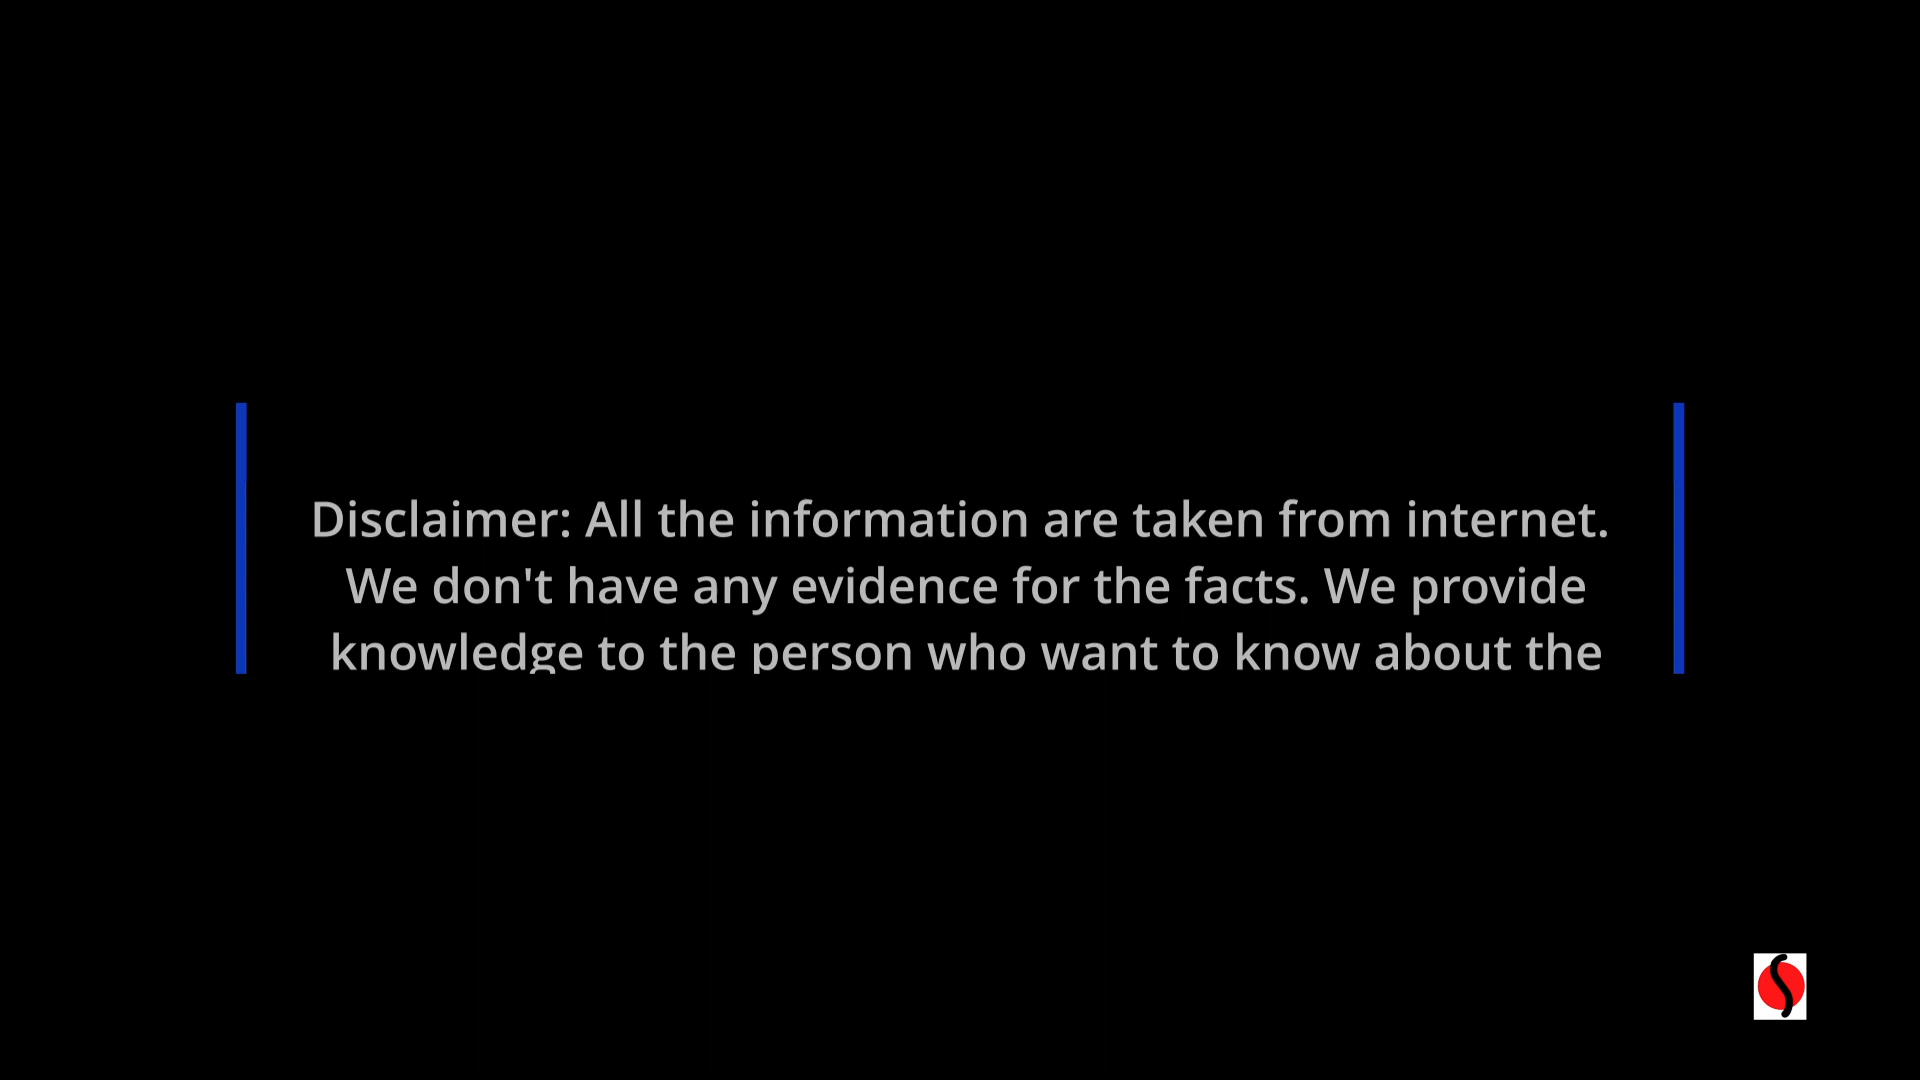 Disclaimer: All the information are taken from internet.
We don't have any evidence for the facts. We provide
knowledge to the person who want to know about the